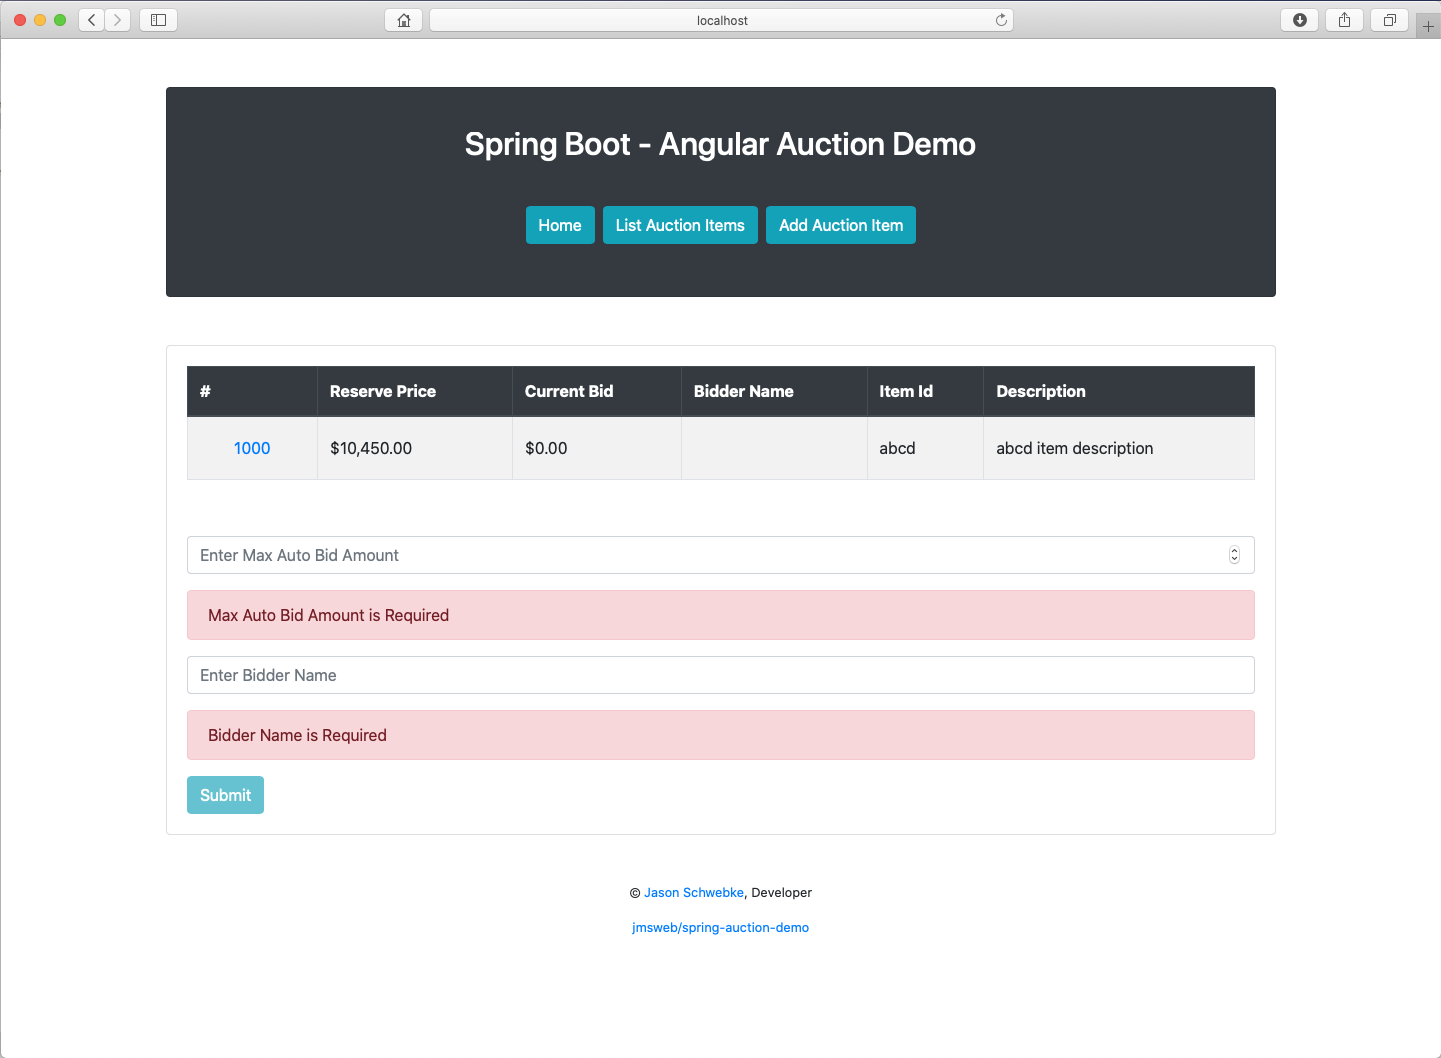 localhost
Spring Boot - Angular Auction Demo
Home List Auction Items Add Auction Item
# Reserve Price Current Bid Bidder Name Item Id Description
1000 $10,450.00 $0.00 abcd abcd item description
Enter Max Auto Bid Amount
Max Auto Bid Amount is Required
Enter Bidder Name
Bidder Name is Required
Submit
© Jason Schwebke, Developer
jmsweb/spring-auction-demo